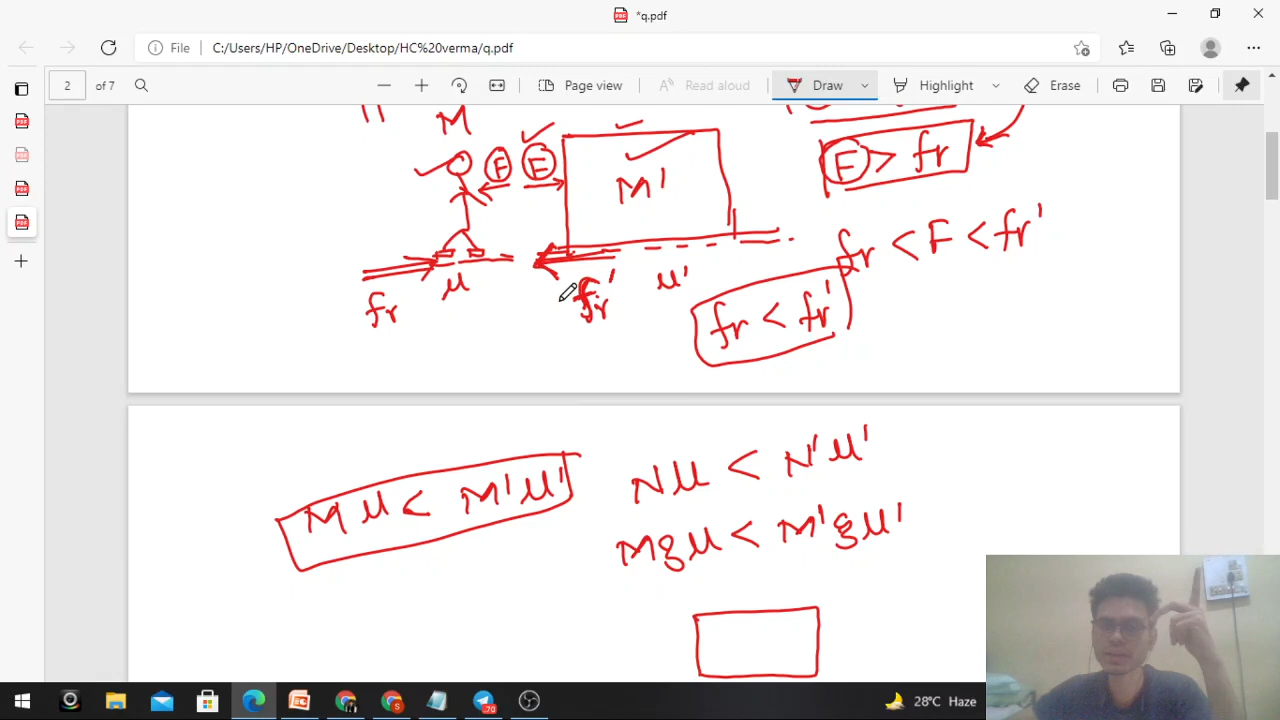 *q.pdf
File C:/Users/HP/OneDrive/Desktop/HC%20verma/q.pdf
2 of 7 Page view Read aloud Draw Highlight Erase
M
F F M'
F > fr
fr < F < fr'
fr μ fr' μ'
fr < fr'
Mμ < M'μ' Nμ < N'μ'
Mgμ < M'gμ'
70
28°C Haze